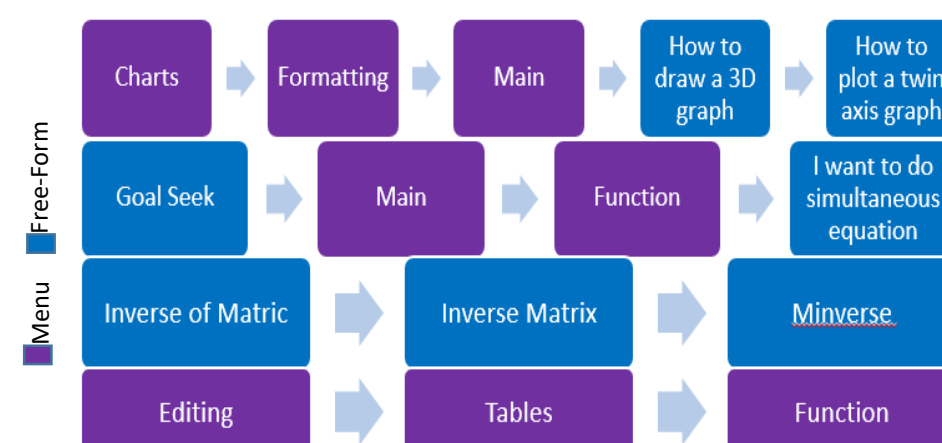 Charts
Formatting
Main
How to
draw a 3D
graph
How to
plot a twin
axis graph
Goal Seek
Main
Function
I want to do
simultaneous
equation
Inverse of Matric
Inverse Matrix
Minverse
Editing
Tables
Function
Free-Form
Menu